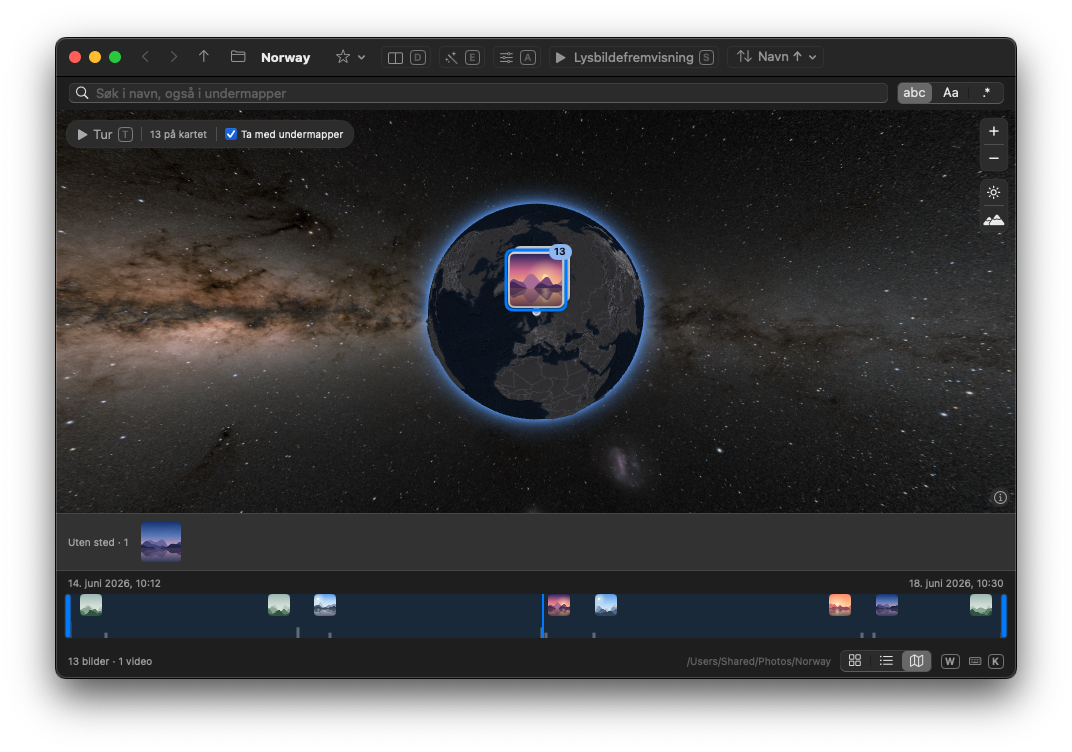 Norway
D
E
A
Lysbildefremvisning S
Navn
Søk i navn, også i undermapper
abc Aa .*
Tur T 13 på kartet Ta med undermapper
13
Uten sted · 1
14. juni 2026, 10:12 18. juni 2026, 10:30
13 bilder · 1 video /Users/Shared/Photos/Norway W K